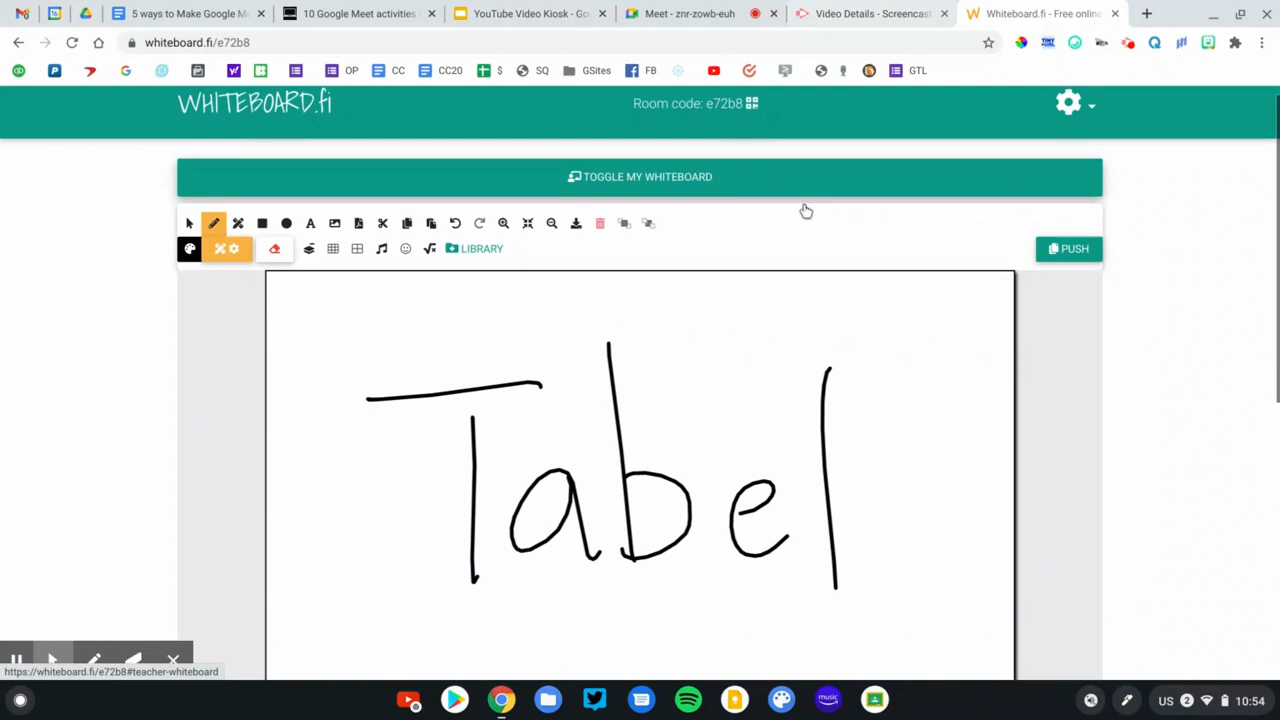 5 ways to Make Google M
10 Google Meet activities
YouTube Video Kiosk - Go
Meet - znr-zowb-euh
Video Details - Screencast
Whiteboard.fi - Free online
whiteboard.fi/e72b8
OP CC CC20 $ SQ GSites FB GTL
WHITEBOARD.fi
Room code: e72b8
TOGGLE MY WHITEBOARD
LIBRARY
PUSH
Tabel
https://whiteboard.fi/e72b8#teacher-whiteboard
US 2 10:54